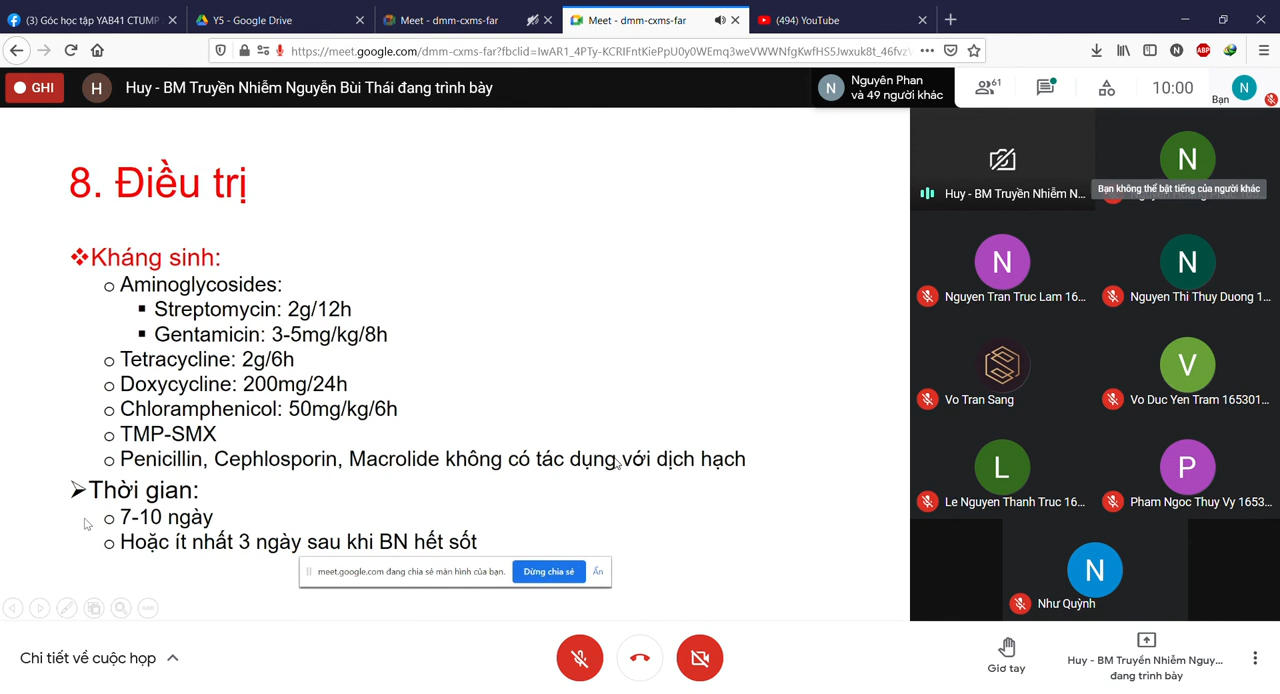 (3) Góc học tập YAB41 CTUMP
Y5 - Google Drive
Meet - dmm-cxms-far
Meet - dmm-cxms-far
(494) YouTube
https://meet.google.com/dmm-cxms-far?fbclid=IwAR1_4PTy-KCRIFntKiePpU0y0WEmq3weVWWNfgKwfHS5Jwxuk8t_46fvz
N
ABP
GHI
H
Huy - BM Truyền Nhiễm Nguyễn Bùi Thái đang trình bày
N
Nguyên Phan
và 49 người khác
61
10:00
Bạn
N
8. Điều trị
❖Kháng sinh:
o Aminoglycosides:
▪ Streptomycin: 2g/12h
▪ Gentamicin: 3-5mg/kg/8h
o Tetracycline: 2g/6h
o Doxycycline: 200mg/24h
o Chloramphenicol: 50mg/kg/6h
o TMP-SMX
o Penicillin, Cephlosporin, Macrolide không có tác dụng với dịch hạch
➢Thời gian:
o 7-10 ngày
o Hoặc ít nhất 3 ngày sau khi BN hết sốt
meet.google.com đang chia sẻ màn hình của bạn.
Dừng chia sẻ
Ẩn
Huy - BM Truyền Nhiễm N...
N
Bạn không thể bật tiếng của người khác
N
Nguyen Tran Truc Lam 16...
N
Nguyen Thi Thuy Duong 1...
Vo Tran Sang
V
Vo Duc Yen Tram 165301...
L
Le Nguyen Thanh Truc 16...
P
Pham Ngoc Thuy Vy 1653...
N
Như Quỳnh
Chi tiết về cuộc họp
Giơ tay
Huy - BM Truyền Nhiễm Nguy...
đang trình bày